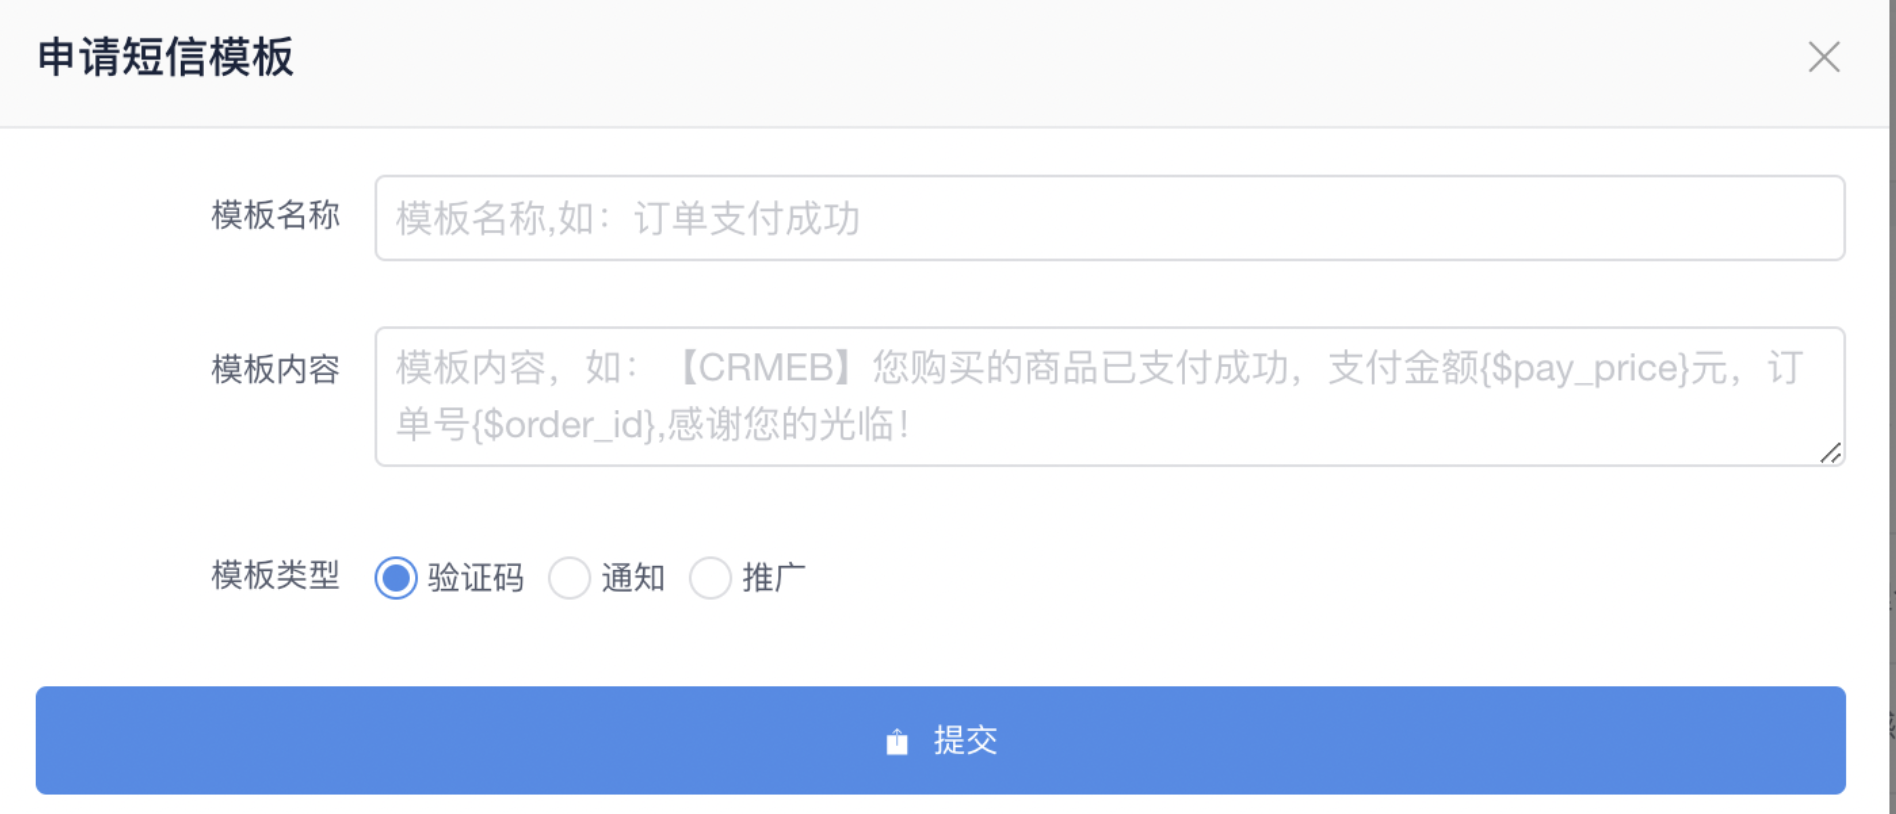 申请短信模板
模板名称
模板名称,如：订单支付成功
模板内容
模板内容，如：【CRMEB】您购买的商品已支付成功，支付金额{$pay_price}元，订
单号{$order_id},感谢您的光临！
模板类型 验证码 通知 推广
提交